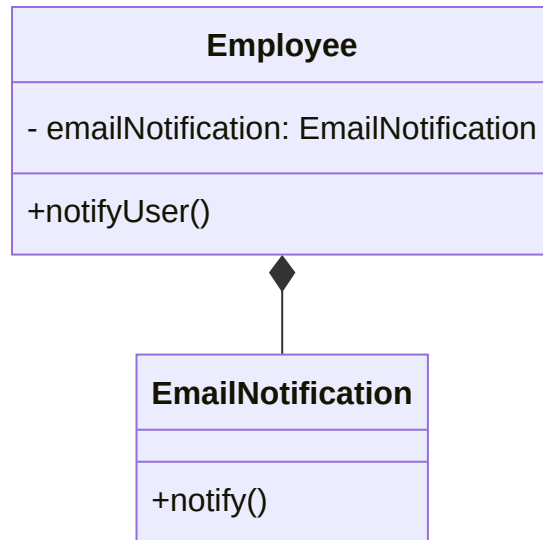 Employee
- emailNotification: EmailNotification
+notifyUser()
EmailNotification
+notify()